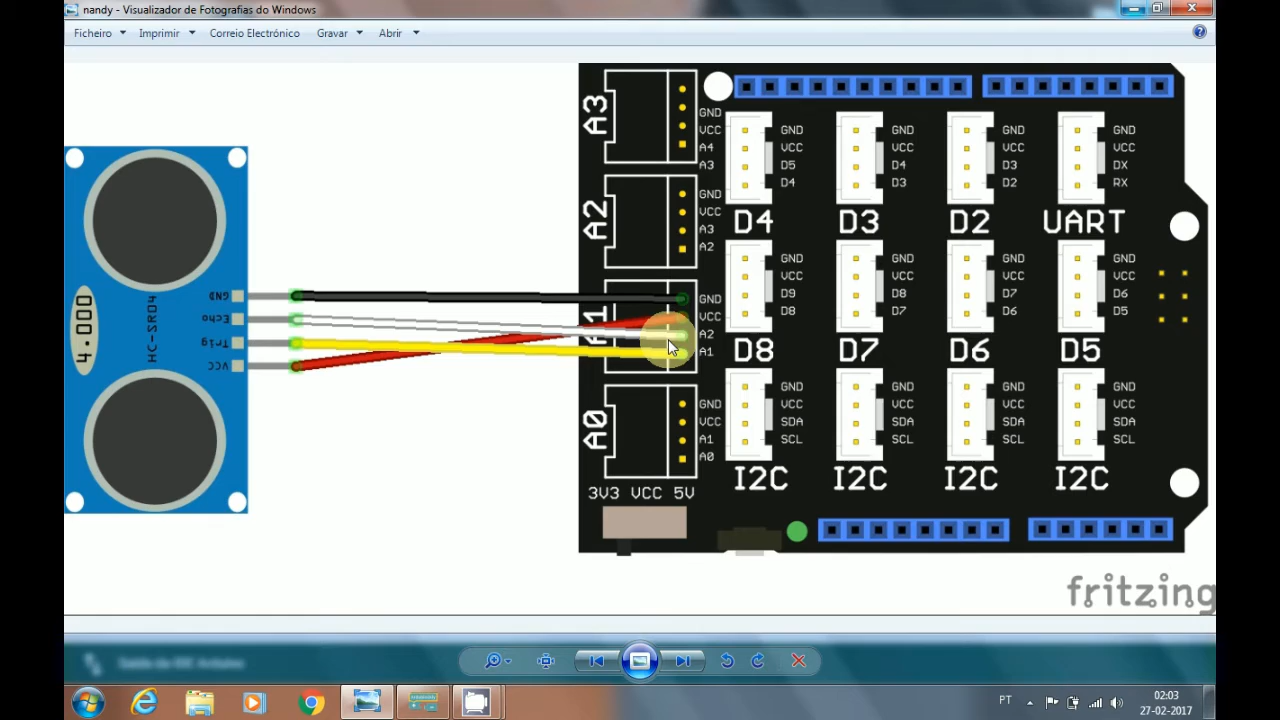 nandy - Visualizador de Fotografias do Windows
Ficheiro Imprimir Correio Electrónico Gravar Abrir
A3
GND
VCC
A4
A3
A2
GND
VCC
A3
A2
GND
VCC
A2
A1
A0
GND
VCC
A1
A0
3V3 VCC 5V
GND
VCC
D5
D4
D4
GND
VCC
D4
D3
D3
GND
VCC
D3
D2
D2
GND
VCC
DX
RX
UART
GND
VCC
D9
D8
D8
GND
VCC
D8
D7
D7
GND
VCC
D7
D6
D6
GND
VCC
D6
D5
D5
GND
VCC
SDA
SCL
I2C
GND
VCC
SDA
SCL
I2C
GND
VCC
SDA
SCL
I2C
GND
VCC
SDA
SCL
I2C
GND
Echo
Trig
VCC
HC-SR04
4.000
fritzing
PT
02:03
27-02-2017